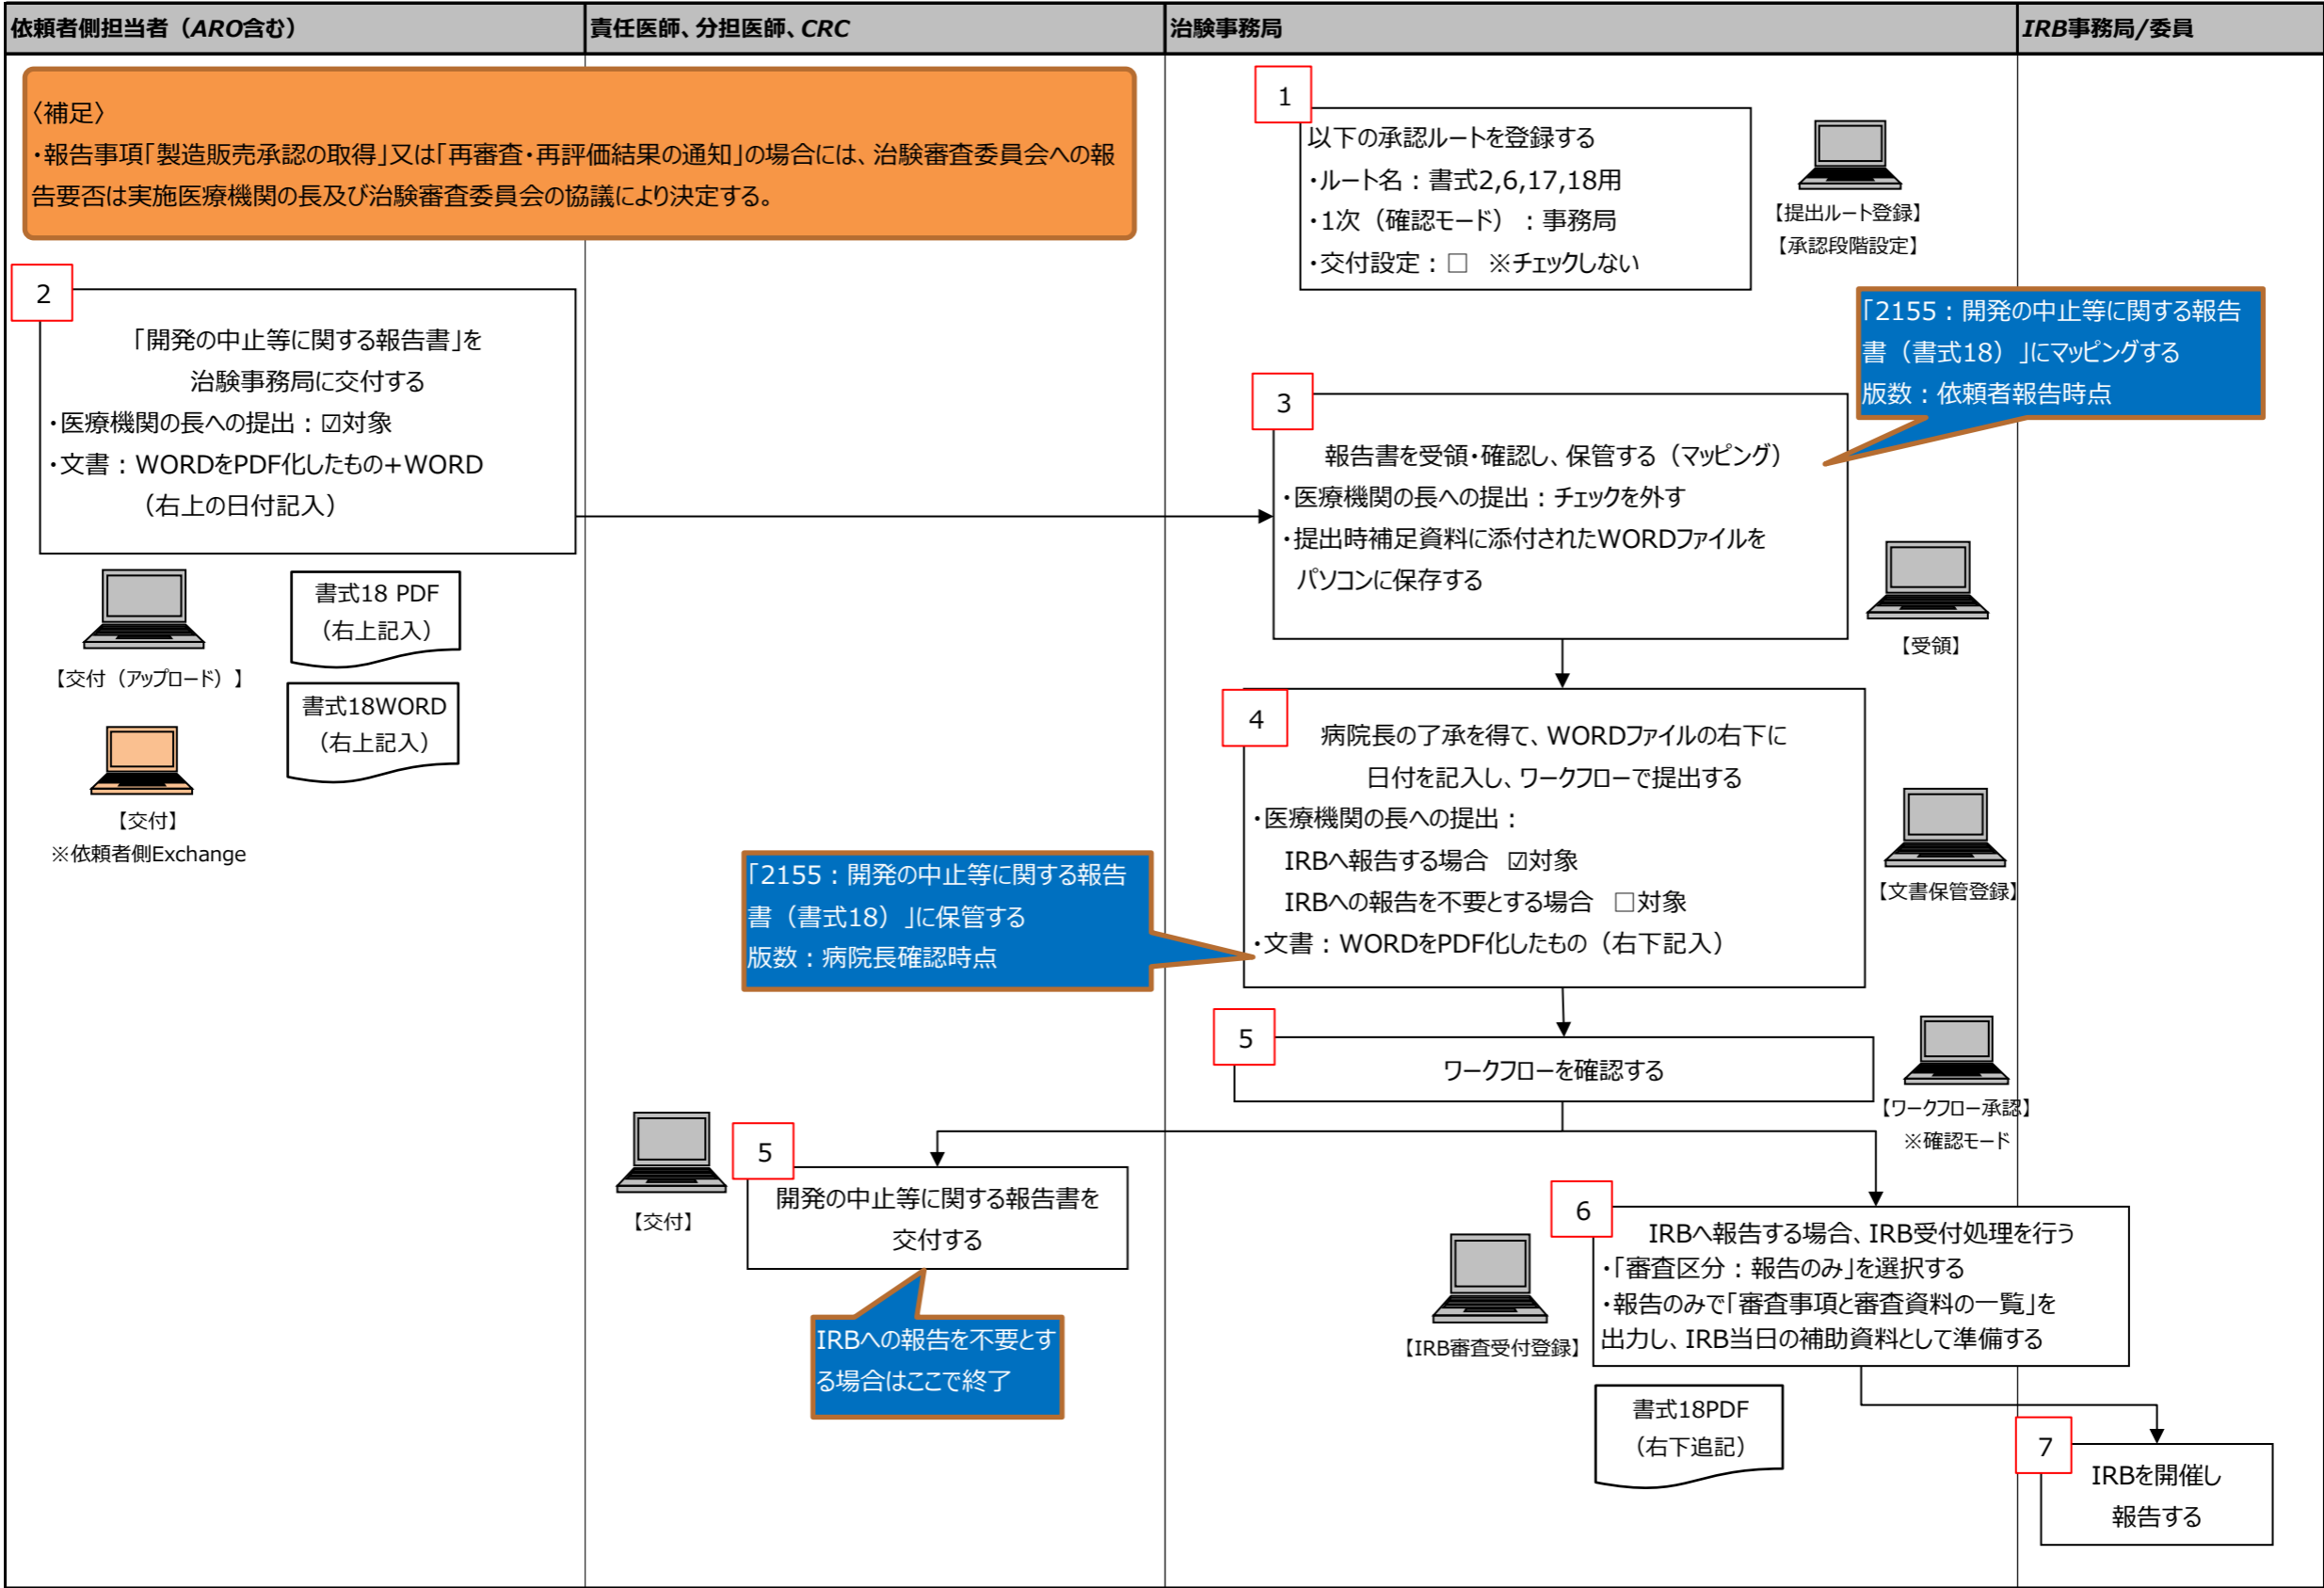 依頼者側担当者（ARO含む）
責任医師、分担医師、CRC
治験事務局
IRB事務局/委員
〈補足〉
・報告事項「製造販売承認の取得」又は「再審査・再評価結果の通知」の場合には、治験審査委員会への報
告要否は実施医療機関の長及び治験審査委員会の協議により決定する。
1
以下の承認ルートを登録する
・ルート名：書式2,6,17,18用
・1次（確認モード）：事務局
・交付設定：□　※チェックしない
【提出ルート登録】
【承認段階設定】
2
「開発の中止等に関する報告書」を
治験事務局に交付する
・医療機関の長への提出：☑対象
・文書：WORDをPDF化したもの+WORD
（右上の日付記入）
【交付（アップロード）】
書式18 PDF
（右上記入）
書式18WORD
（右上記入）
【交付】
※依頼者側Exchange
「2155：開発の中止等に関する報告
書（書式18）」にマッピングする
版数：依頼者報告時点
3
報告書を受領・確認し、保管する（マッピング）
・医療機関の長への提出：チェックを外す
・提出時補足資料に添付されたWORDファイルを
パソコンに保存する
【受領】
4
病院長の了承を得て、WORDファイルの右下に
日付を記入し、ワークフローで提出する
・医療機関の長への提出：
IRBへ報告する場合　☑対象
IRBへの報告を不要とする場合　□対象
・文書：WORDをPDF化したもの（右下記入）
【文書保管登録】
「2155：開発の中止等に関する報告
書（書式18）」に保管する
版数：病院長確認時点
5
ワークフローを確認する
【ワークフロー承認】
※確認モード
5
開発の中止等に関する報告書を
交付する
【交付】
IRBへの報告を不要とす
る場合はここで終了
6
IRBへ報告する場合、IRB受付処理を行う
・「審査区分：報告のみ」を選択する
・報告のみで「審査事項と審査資料の一覧」を
出力し、IRB当日の補助資料として準備する
【IRB審査受付登録】
書式18PDF
（右下追記）
7
IRBを開催し
報告する